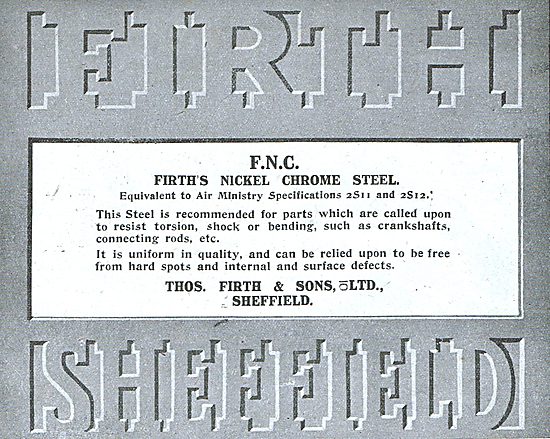 FIRTH
F.N.C.
FIRTH'S NICKEL CHROME STEEL.
Equivalent to Air Ministry Specifications 2S11 and 2S12.
This Steel is recommended for parts which are called upon
to resist torsion, shock or bending, such as crankshafts,
connecting rods, etc.
It is uniform in quality, and can be relied upon to be free
from hard spots and internal and surface defects.
THOS. FIRTH & SONS, LTD.,
SHEFFIELD.
SHEFFIELD